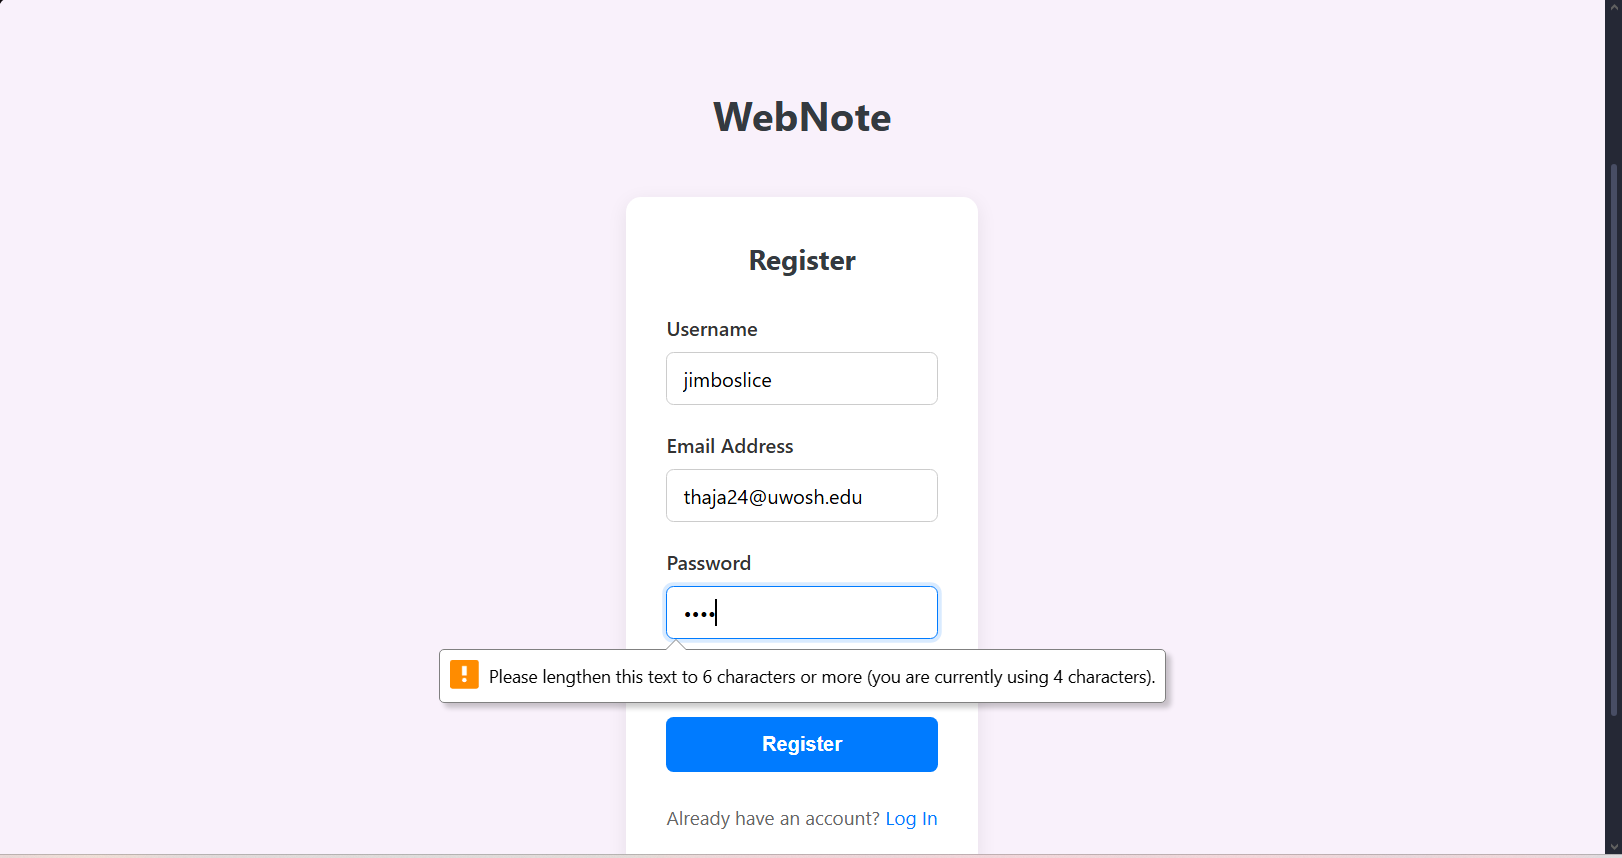 WebNote
Register
Username
jimboslice
Email Address
thaja24@uwosh.edu
Password
••••
Please lengthen this text to 6 characters or more (you are currently using 4 characters).
Register
Already have an account? Log In